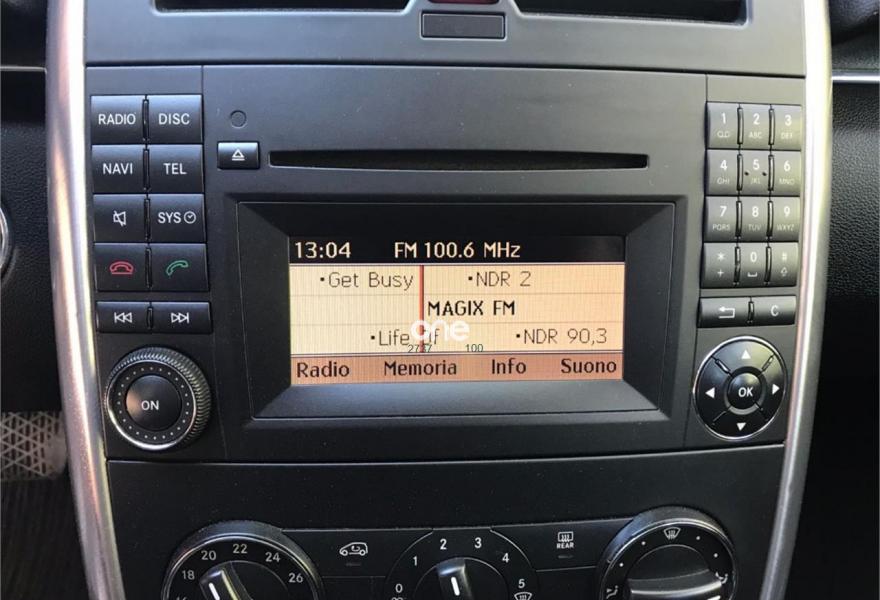 RADIO DISC
NAVI TEL
SYS
ON
13:04 FM 100.6 MHz
•Get Busy •NDR 2
MAGIX FM
•Life •NDR 90,3
one
2737 100
Radio Memoria Info Suono
1 2 3
ABC DEF
4 5 6
GHI JKL MNO
7 8 9
PQRS TUV WXYZ
* 0 #
+
C
OK
18 20 22 24 26
0 1 2 3 4 5
REAR